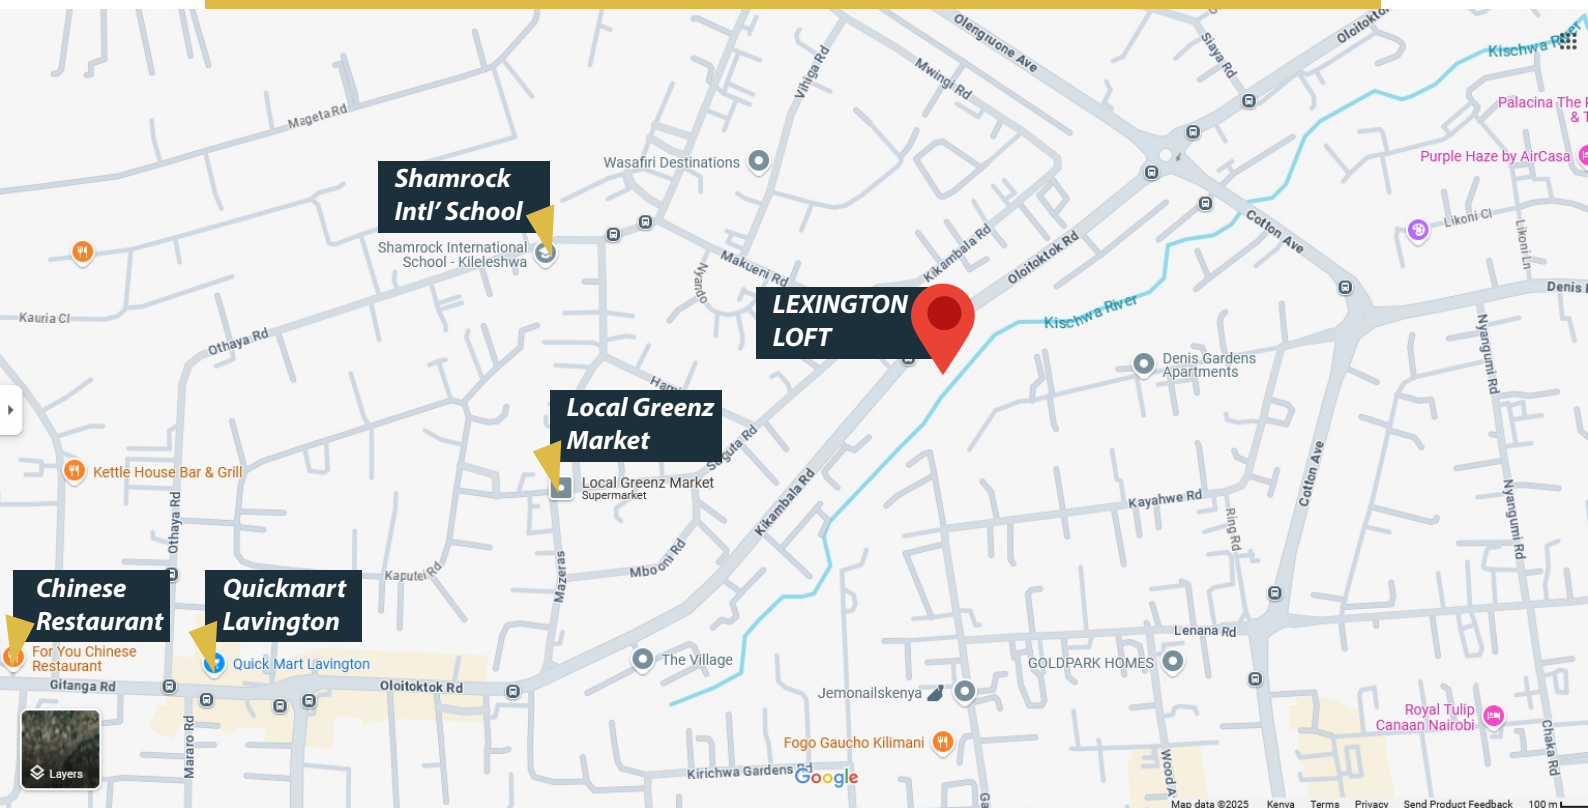 Olengruone Ave
Oloitokto
Siaya Rd
Kischwa River
Vihiga Rd
Mwingi Rd
Mageta Rd
Palacina The
& T
Wasafiri Destinations
Purple Haze by AirCasa
Shamrock
Intl’ School
Shamrock International
School - Kileleshwa
Likoni Cl
Likoni Ln
Cotton Ave
Kikambala Rd
Oloitoktok Rd
Makueni Rd
Nyando
Denis
LEXINGTON
LOFT
Kischwa River
Kauria Cl
Othaya Rd
Nyangumi Rd
Denis Gardens
Apartments
Local Greenz
Market
Suguta Rd
Cotton Ave
Kettle House Bar & Grill
Local Greenz Market
Supermarket
Kikambala Rd
Kayahwe Rd
Ring Rd
Nyangumi Rd
Othaya Rd
Mbooni Rd
Kaputei Rd
Mazeras
Chinese
Restaurant
Quickmart
Lavington
Lenana Rd
For You Chinese
Restaurant
Quick Mart Lavington
The Village
GOLDPARK HOMES
Gitanga Rd
Oloitoktok Rd
Jemonailskenya
Royal Tulip
Canaan Nairobi
Mararo Rd
Fogo Gaucho Kilimani
Chaka Rd
Wood A
Layers
Kirichwa Gardens Rd
Google
Ga
Map data ©2025 Kenya Terms Privacy Send Product Feedback 100 m